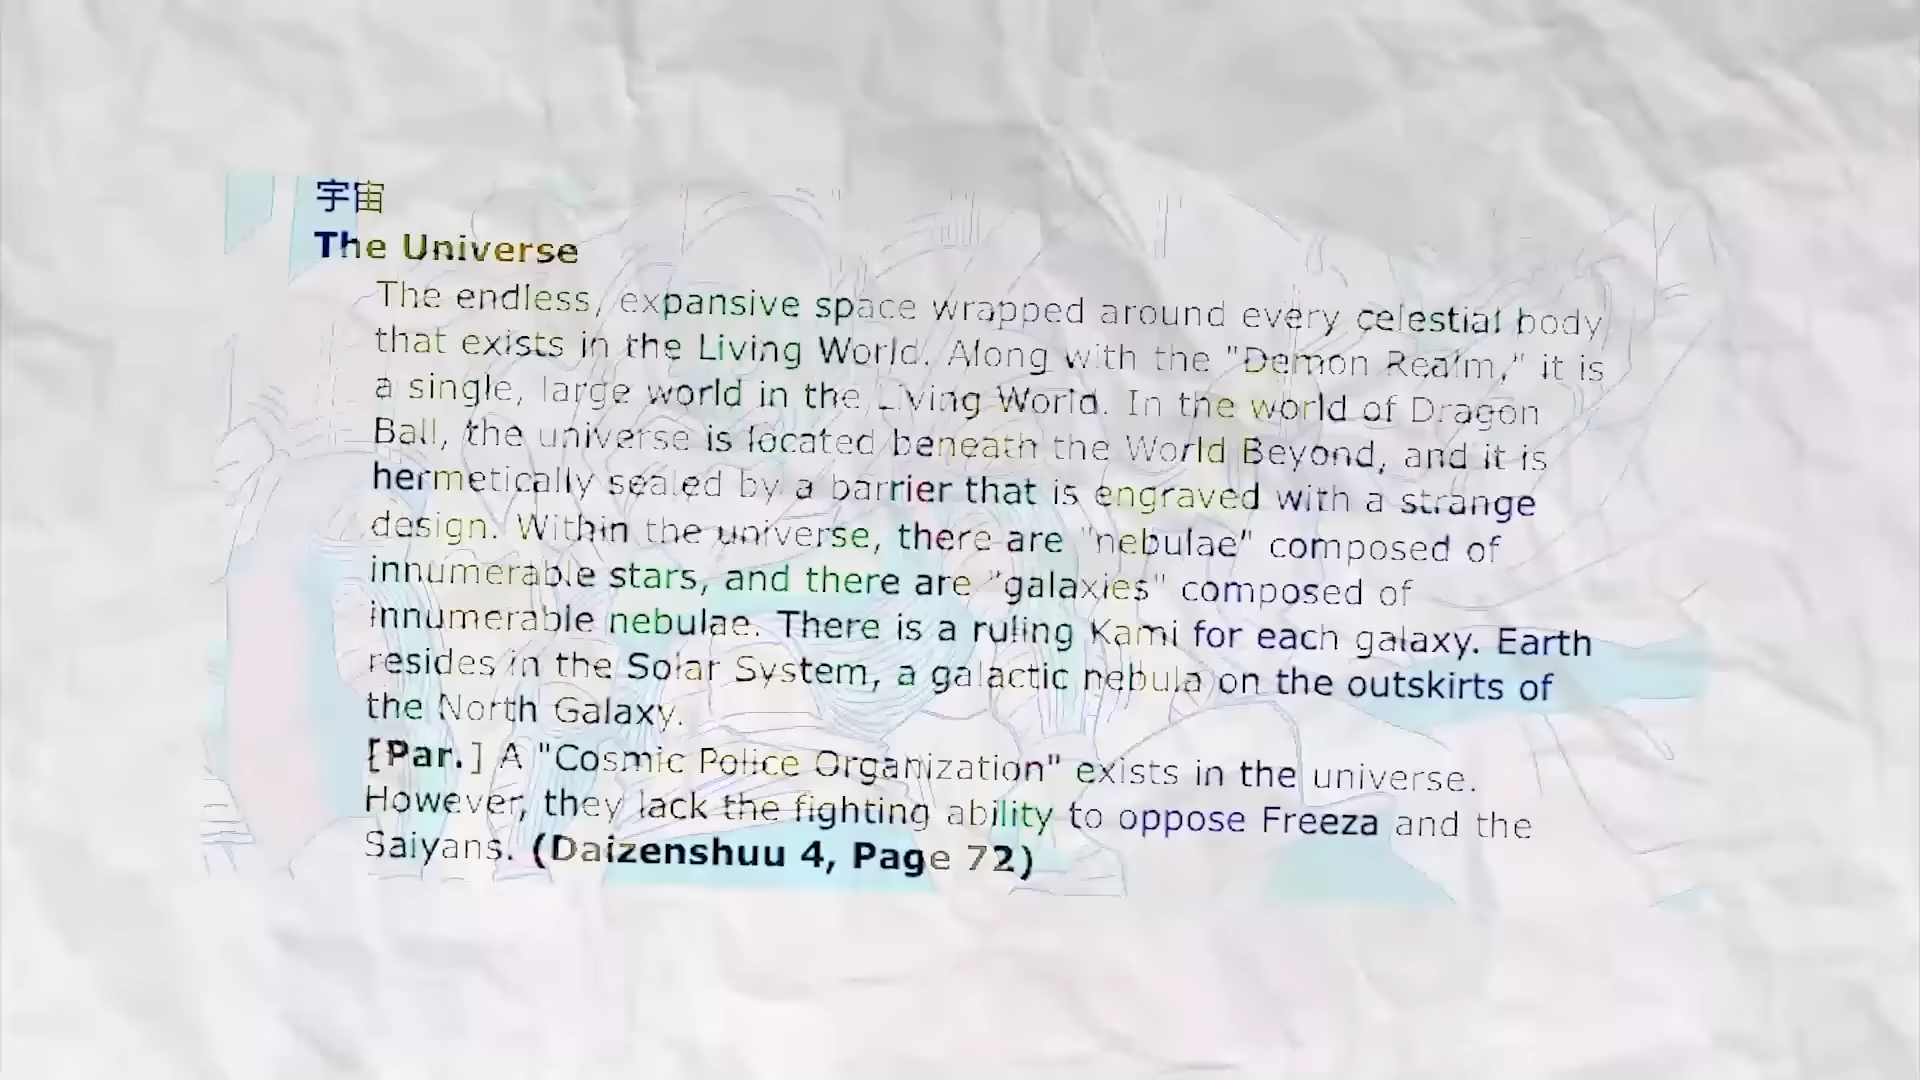 宇宙
The Universe
The endless, expansive space wrapped around every celestial body
that exists in the Living World. Along with the "Demon Realm," it is
a single, large world in the Living World. In the world of Dragon
Ball, the universe is located beneath the World Beyond, and it is
hermetically sealed by a barrier that is engraved with a strange
design. Within the universe, there are "nebulae" composed of
innumerable stars, and there are "galaxies" composed of
innumerable nebulae. There is a ruling Kami for each galaxy. Earth
resides in the Solar System, a galactic nebula on the outskirts of
the North Galaxy.
[Par.] A "Cosmic Police Organization" exists in the universe.
However, they lack the fighting ability to oppose Freeza and the
Saiyans. (Daizenshuu 4, Page 72)